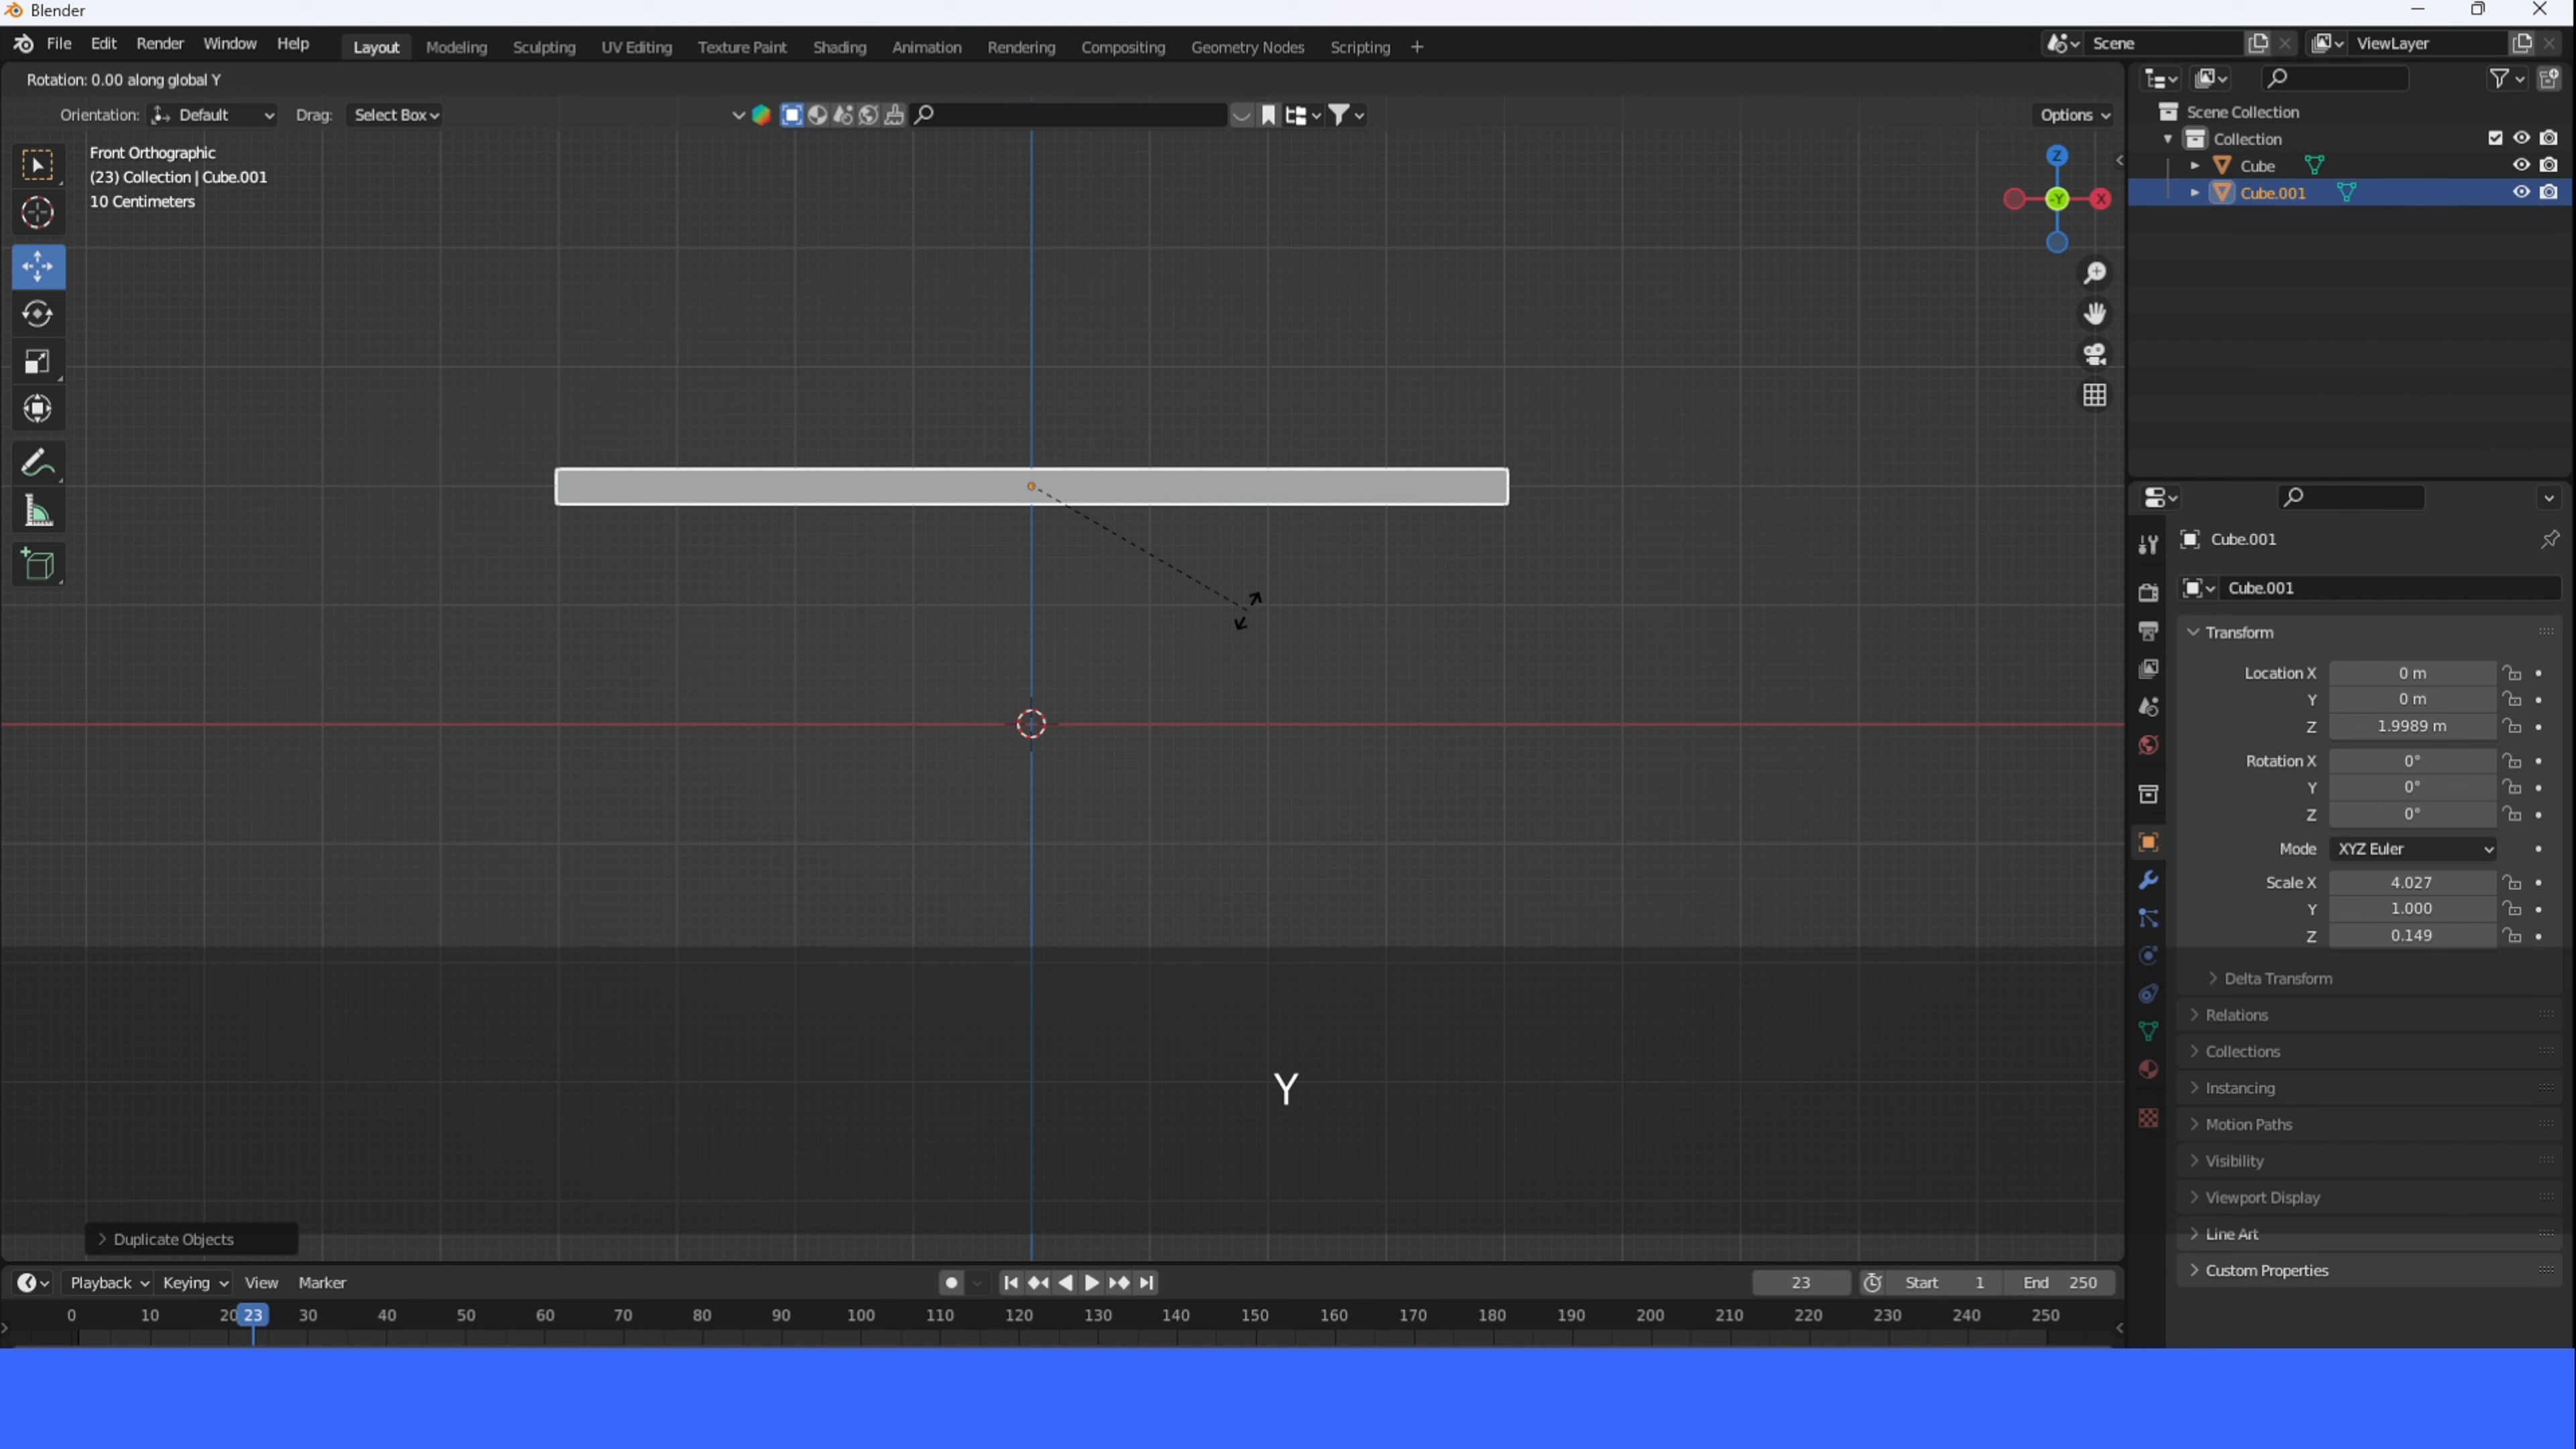 Blender
File Edit Render Window Help Layout Modeling Sculpting UV Editing Texture Paint Shading Animation Rendering Compositing Geometry Nodes Scripting + Scene ViewLayer
Rotation: 0.00 along global Y
Orientation: Default Drag: Select Box Options
Front Orthographic
(23) Collection | Cube.001
10 Centimeters
Z
-Y
X
Scene Collection
Collection
Cube
Cube.001
Cube.001
Cube.001
Transform
Location X 0 m
Y 0 m
Z 1.9989 m
Rotation X 0°
Y 0°
Z 0°
Mode XYZ Euler
Scale X 4.027
Y 1.000
Z 0.149
Delta Transform
Relations
Collections
Instancing
Motion Paths
Visibility
Viewport Display
Line Art
Custom Properties
Y
Duplicate Objects
Playback Keying View Marker 23 Start 1 End 250
0 10 20 23 30 40 50 60 70 80 90 100 110 120 130 140 150 160 170 180 190 200 210 220 230 240 250